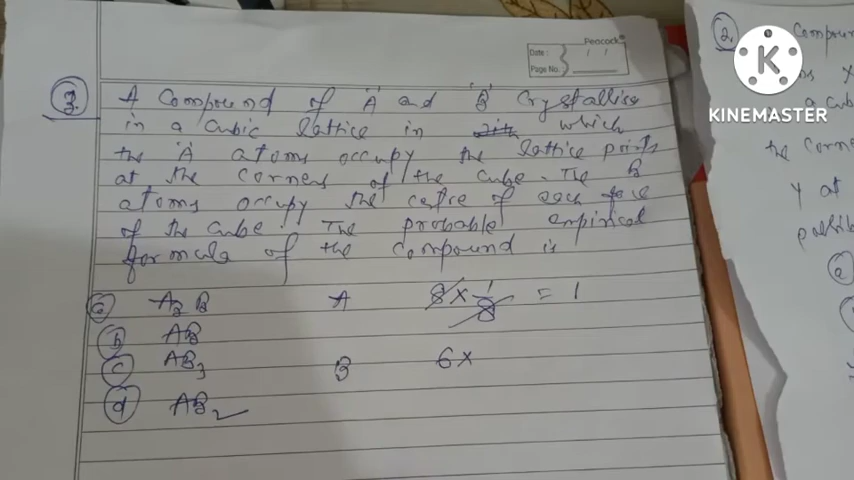 Peacock
Date: / /
Page No.
3. A Compound of 'A' and 'B' Crystallise
in a Cubic lattice in which
the 'A' atoms occupy the lattice points
at the corners of the cube. The B
atoms occupy the centre of each face
of the cube. The probable empirical
formula of the compound is
(a) A3 B
A 8 × 1/8 = 1
(b) AB
(c) AB3
B 6 ×
(d) AB2
2. Compoun
X
a cub
the corne
Y at
possible
(a)
K
KINEMASTER